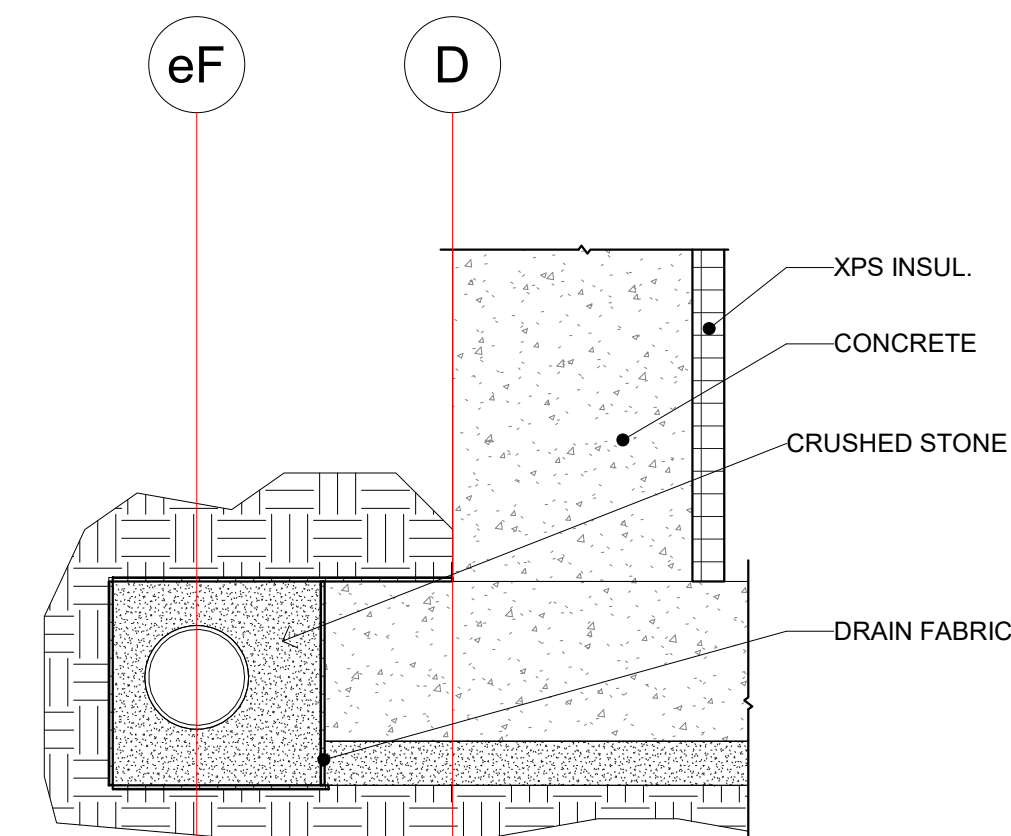 eF
D
XPS INSUL.
CONCRETE
CRUSHED STONE
DRAIN FABRIC